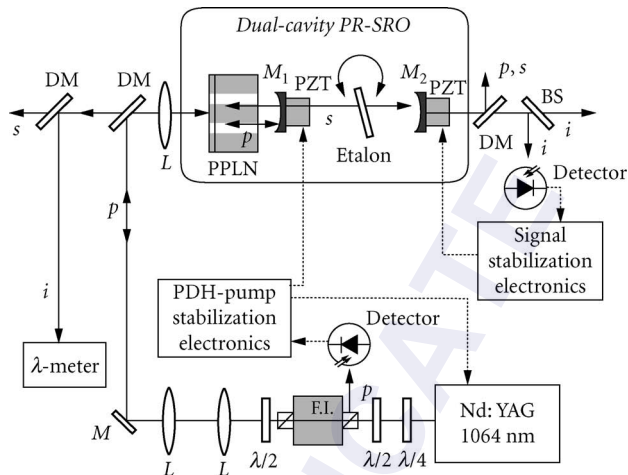 Dual-cavity PR-SRO
DM
DM
M1
PZT
M2
PZT
p, s
BS
s
L
p
PPLN
s
Etalon
DM
i
i
Detector
Signal
stabilization
electronics
p
i
PDH-pump
stabilization
electronics
Detector
λ-meter
p
F.I.
Nd: YAG
1064 nm
M
L
L
λ/2
λ/2
λ/4